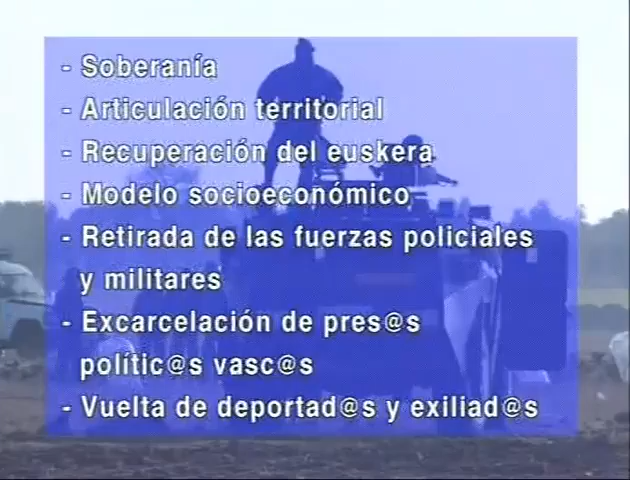 - Soberanía
- Articulación territorial
- Recuperación del euskera
- Modelo socioeconómico
- Retirada de las fuerzas policiales
y militares
- Excarcelación de pres@s
polític@s vasc@s
- Vuelta de deportad@s y exiliad@s